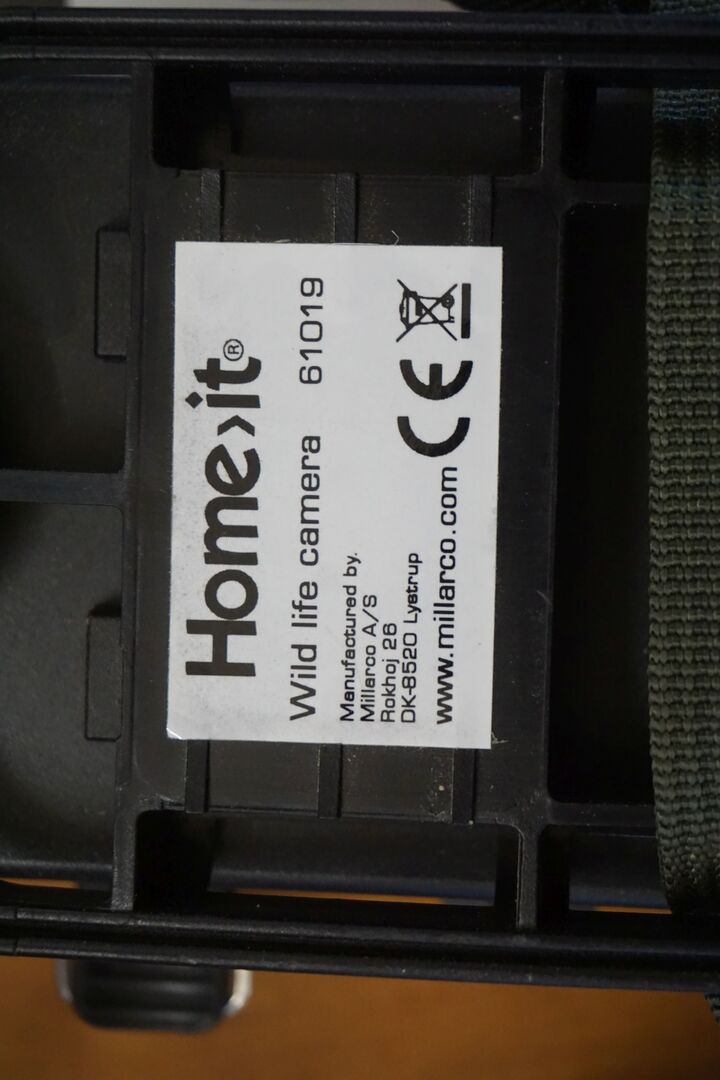 Home>it®
Wild life camera 61019
Manufactured by.
Millarco A/S
Rokhoj 26
DK-8520 Lystrup
www.millarco.com CE